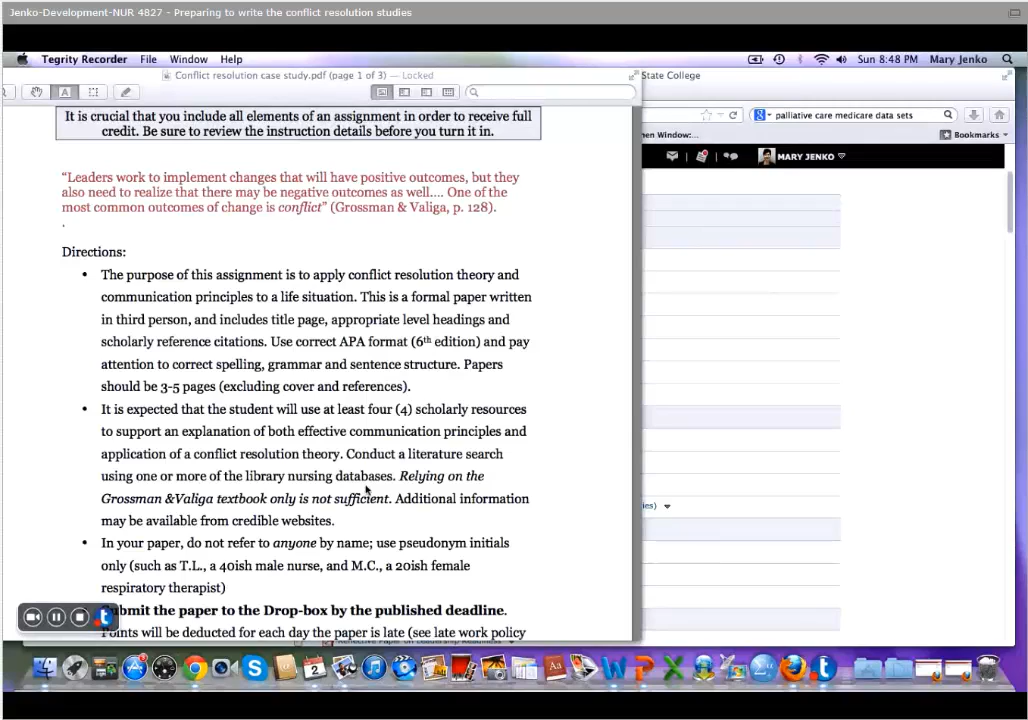 Jenko-Development-NUR 4827 - Preparing to write the conflict resolution studies
Tegrity Recorder File Window Help
Sun 8:48 PM Mary Jenko
Conflict resolution case study.pdf (page 1 of 3) — Locked
State College
palliative care medicare data sets
Window:...
Bookmarks
MARY JENKO
It is crucial that you include all elements of an assignment in order to receive full
credit. Be sure to review the instruction details before you turn it in.
“Leaders work to implement changes that will have positive outcomes, but they
also need to realize that there may be negative outcomes as well.... One of the
most common outcomes of change is conflict” (Grossman & Valiga, p. 128).
.
Directions:
• The purpose of this assignment is to apply conflict resolution theory and
communication principles to a life situation. This is a formal paper written
in third person, and includes title page, appropriate level headings and
scholarly reference citations. Use correct APA format (6th edition) and pay
attention to correct spelling, grammar and sentence structure. Papers
should be 3-5 pages (excluding cover and references).
• It is expected that the student will use at least four (4) scholarly resources
to support an explanation of both effective communication principles and
application of a conflict resolution theory. Conduct a literature search
using one or more of the library nursing databases. Relying on the
Grossman &Valiga textbook only is not sufficient. Additional information
may be available from credible websites.
• In your paper, do not refer to anyone by name; use pseudonym initials
only (such as T.L., a 40ish male nurse, and M.C., a 20ish female
respiratory therapist)
ubmit the paper to the Drop-box by the published deadline.
Points will be deducted for each day the paper is late (see late work policy